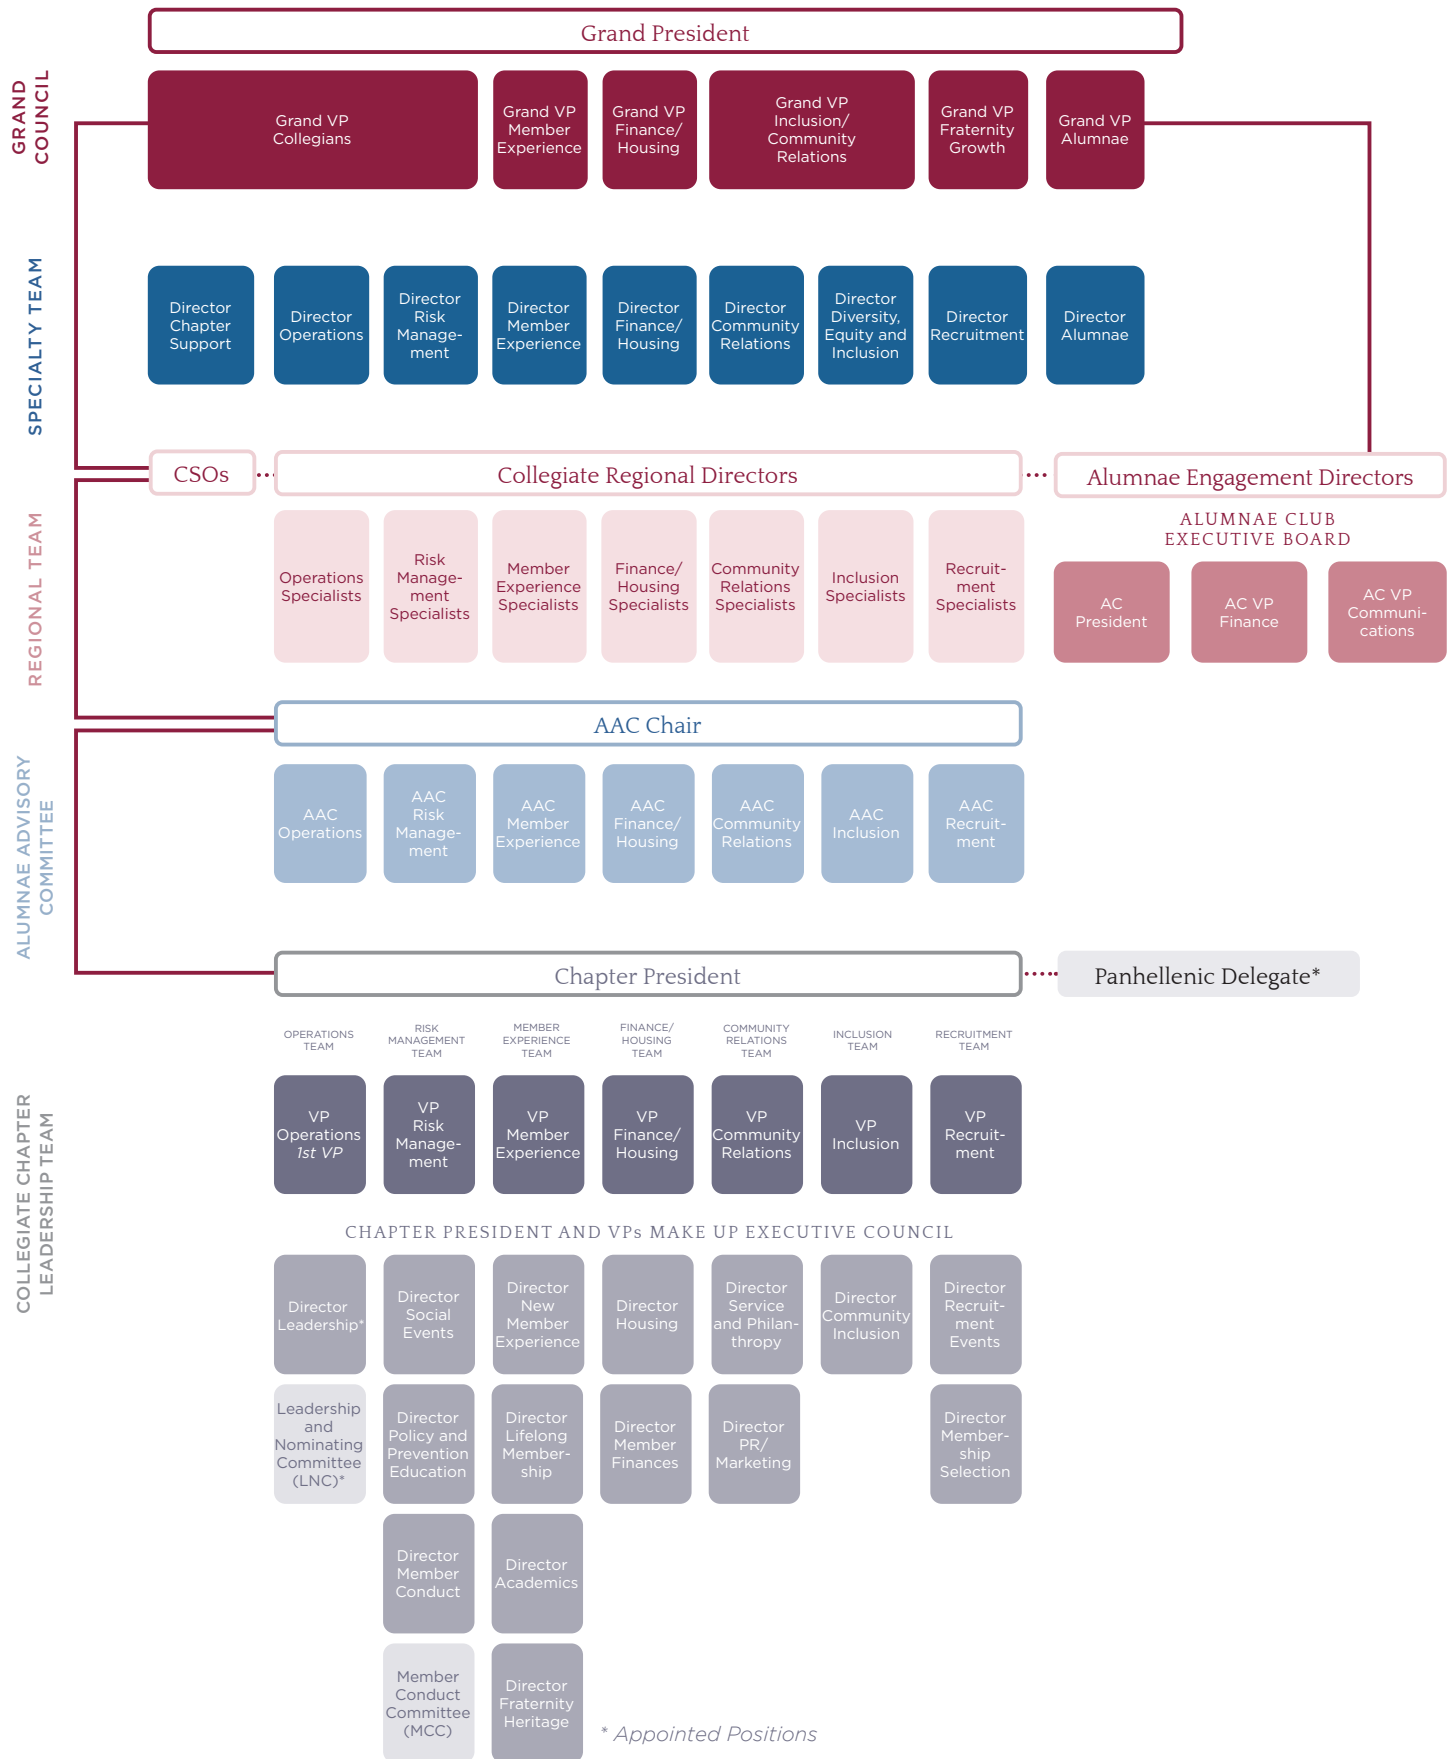 Grand President
GRAND
COUNCIL
Grand VP
Collegians
Grand VP
Member
Experience
Grand VP
Finance/
Housing
Grand VP
Inclusion/
Community
Relations
Grand VP
Fraternity
Growth
Grand VP
Alumnae
SPECIALTY TEAM
Director
Chapter
Support
Director
Operations
Director
Risk
Manage-
ment
Director
Member
Experience
Director
Finance/
Housing
Director
Community
Relations
Director
Diversity,
Equity and
Inclusion
Director
Recruitment
Director
Alumnae
REGIONAL TEAM
CSOs
Collegiate Regional Directors
Alumnae Engagement Directors
Operations
Specialists
Risk
Manage-
ment
Specialists
Member
Experience
Specialists
Finance/
Housing
Specialists
Community
Relations
Specialists
Inclusion
Specialists
Recruit-
ment
Specialists
ALUMNAE CLUB
EXECUTIVE BOARD
AC
President
AC VP
Finance
AC VP
Communi-
cations
ALUMNAE ADVISORY
COMMITTEE
AAC Chair
AAC
Operations
AAC
Risk
Manage-
ment
AAC
Member
Experience
AAC
Finance/
Housing
AAC
Community
Relations
AAC
Inclusion
AAC
Recruit-
ment
COLLEGIATE CHAPTER
LEADERSHIP TEAM
Chapter President
Panhellenic Delegate*
OPERATIONS
TEAM
RISK
MANAGEMENT
TEAM
MEMBER
EXPERIENCE
TEAM
FINANCE/
HOUSING
TEAM
COMMUNITY
RELATIONS
TEAM
INCLUSION
TEAM
RECRUITMENT
TEAM
VP
Operations
1st VP
VP
Risk
Manage-
ment
VP
Member
Experience
VP
Finance/
Housing
VP
Community
Relations
VP
Inclusion
VP
Recruit-
ment
CHAPTER PRESIDENT AND VPs MAKE UP EXECUTIVE COUNCIL
Director
Leadership*
Director
Social
Events
Director
New
Member
Experience
Director
Housing
Director
Service
and Philan-
thropy
Director
Community
Inclusion
Director
Recruit-
ment
Events
Leadership
and
Nominating
Committee
(LNC)*
Director
Policy and
Prevention
Education
Director
Lifelong
Member-
ship
Director
Member
Finances
Director
PR/
Marketing
Director
Member-
ship
Selection
Director
Member
Conduct
Director
Academics
Member
Conduct
Committee
(MCC)
Director
Fraternity
Heritage
* Appointed Positions